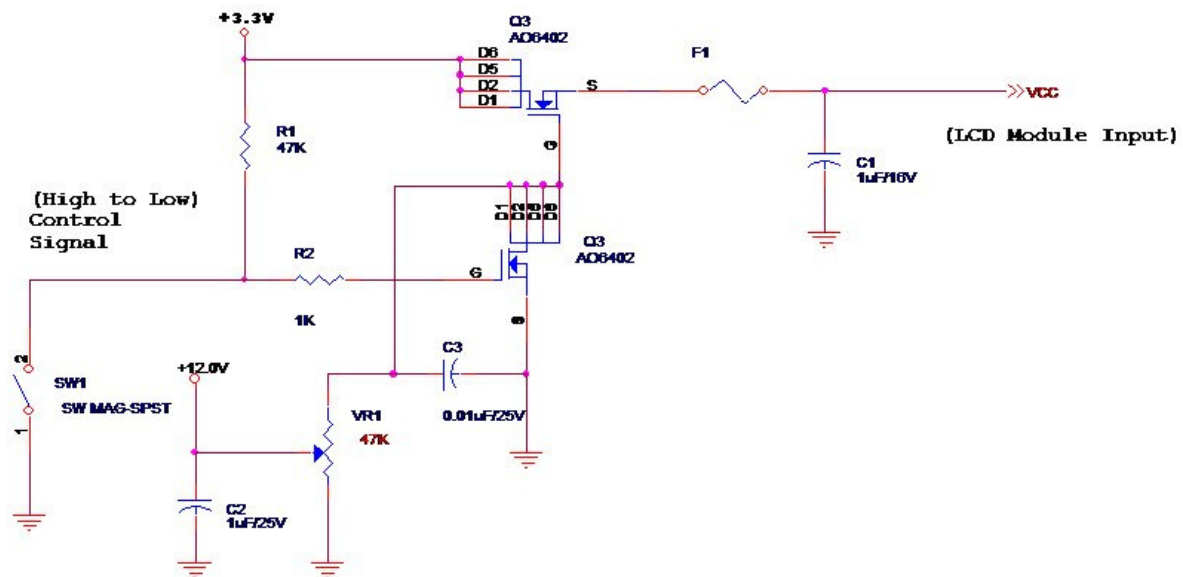 +3.3V
Q3
AO6402
F1
D6
D5
D2
D1
S
VCC
(LCD Module Input)
R1
47K
G
C1
1uF/16V
(High to Low)
Control
Signal
D1
D2
Q3
AO6402
R2
G
1K
C3
2
+12.0V
SW1
SW MAG-SPST
VR1
0.01uF/25V
47K
1
C2
1uF/25V